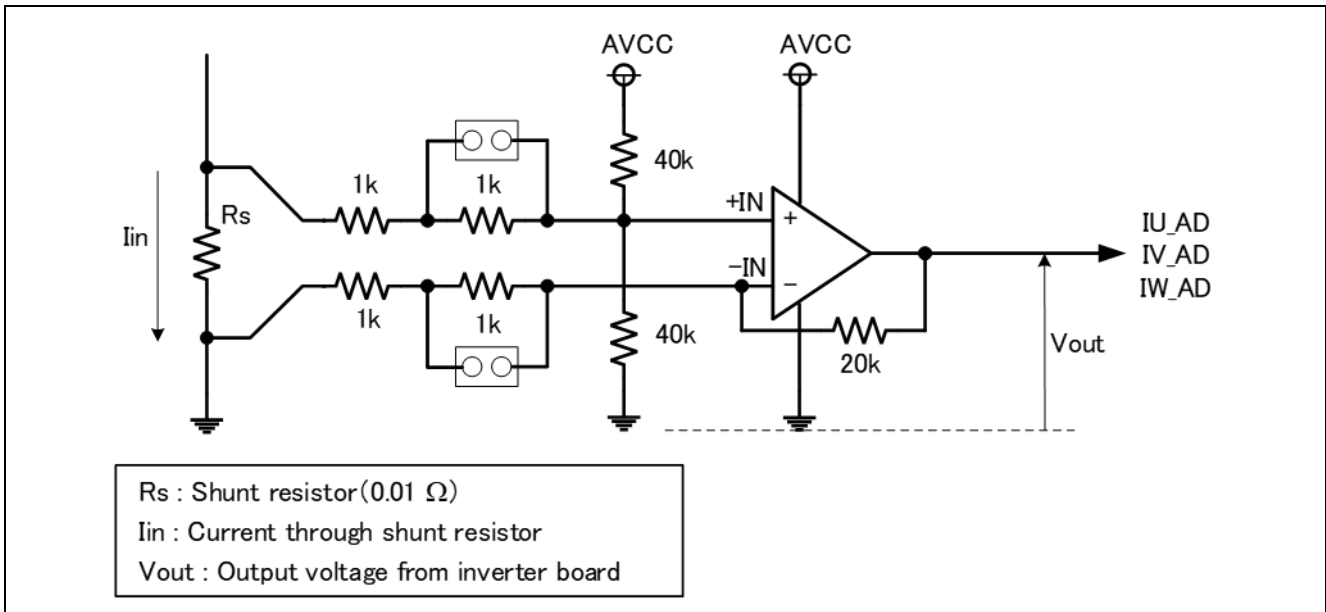 AVCC
AVCC
40k
1k
1k
Rs
+IN
+
IU_AD
Iin
IV_AD
-IN
−
IW_AD
1k
1k
40k
20k
Vout
Rs : Shunt resistor(0.01 Ω)
Iin : Current through shunt resistor
Vout : Output voltage from inverter board